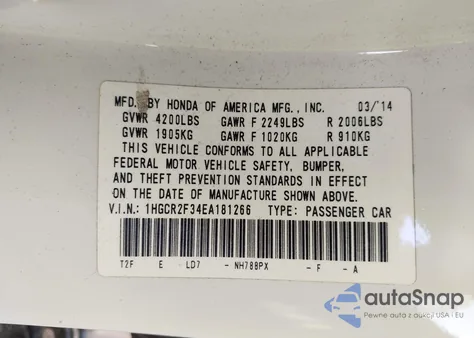 MFD. BY HONDA OF AMERICA MFG., INC. 03/'14
GVWR 4200LBS GAWR F 2249LBS R 2006LBS
GVWR 1905KG GAWR F 1020KG R 910KG
THIS VEHICLE CONFORMS TO ALL APPLICABLE
FEDERAL MOTOR VEHICLE SAFETY, BUMPER,
AND THEFT PREVENTION STANDARDS IN EFFECT
ON THE DATE OF MANUFACTURE SHOWN ABOVE.
V.I.N.: 1HGCR2F34EA181266 TYPE: PASSENGER CAR
T2F E LD7 - NH788PX - F - A
autoSnap
Pewne auta z aukcji USA i EU